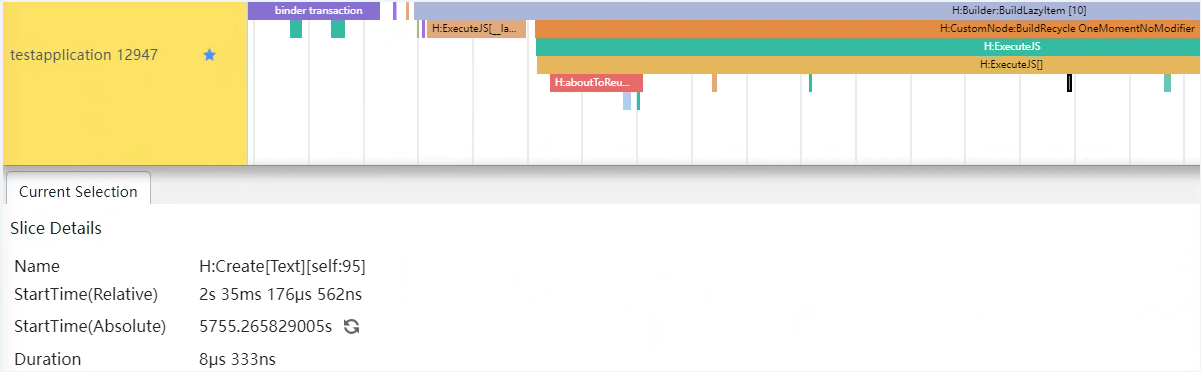 binder transaction
H:Builder:BuildLazyItem [10]
H:ExecuteJS[__la...
H:CustomNode:BuildRecycle OneMomentNoModifier
testapplication 12947
H:ExecuteJS
H:ExecuteJS[]
H:aboutToReu...
Current Selection
Slice Details
Name H:Create[Text][self:95]
StartTime(Relative) 2s 35ms 176μs 562ns
StartTime(Absolute) 5755.265829005s
Duration 8μs 333ns